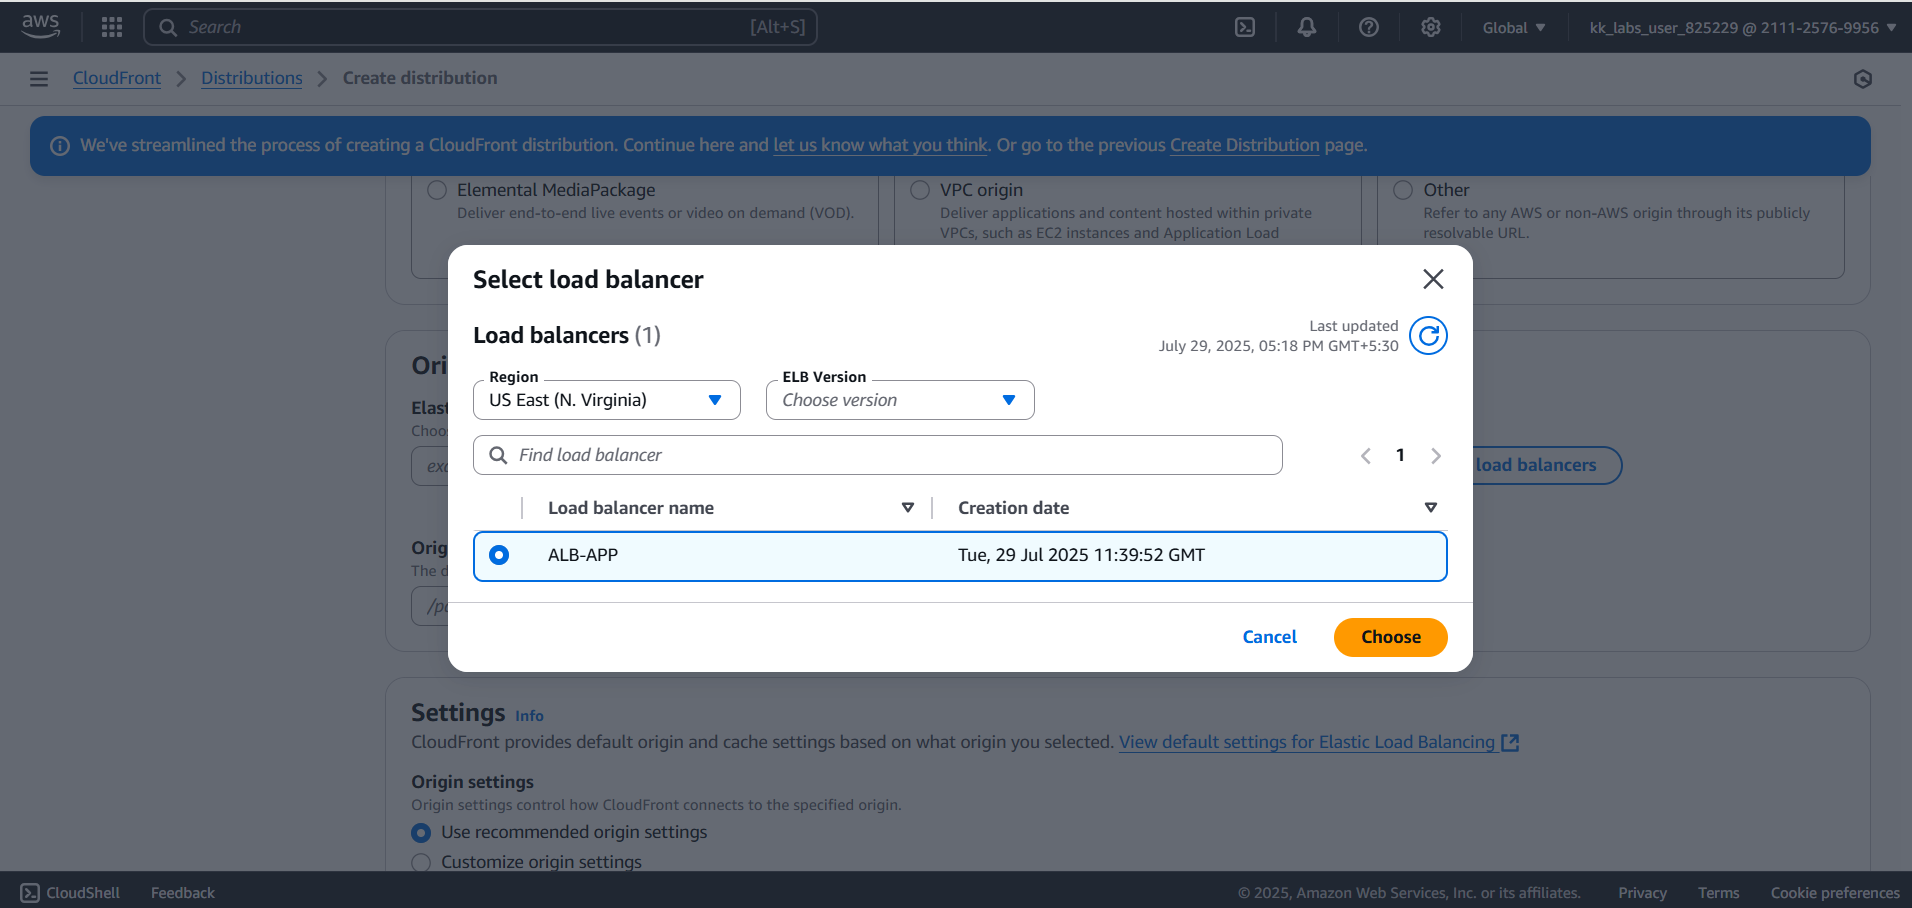 aws
Search [Alt+S]
Global ▼
kk_labs_user_825229 @ 2111-2576-9956 ▼
CloudFront > Distributions > Create distribution
We've streamlined the process of creating a CloudFront distribution. Continue here and let us know what you think. Or go to the previous Create Distribution page.
Elemental MediaPackage
Deliver end-to-end live events or video on demand (VOD).
VPC origin
Deliver applications and content hosted within private
VPCs, such as EC2 instances and Application Load
Other
Refer to any AWS or non-AWS origin through its publicly
resolvable URL.
Select load balancer
Load balancers (1)
Last updated
July 29, 2025, 05:18 PM GMT+5:30
Region
US East (N. Virginia)
ELB Version
Choose version
Find load balancer
1
Load balancer name
Creation date
ALB-APP
Tue, 29 Jul 2025 11:39:52 GMT
Cancel
Choose
load balancers
Settings Info
CloudFront provides default origin and cache settings based on what origin you selected. View default settings for Elastic Load Balancing
Origin settings
Origin settings control how CloudFront connects to the specified origin.
Use recommended origin settings
Customize origin settings
CloudShell
Feedback
© 2025, Amazon Web Services, Inc. or its affiliates.
Privacy
Terms
Cookie preferences